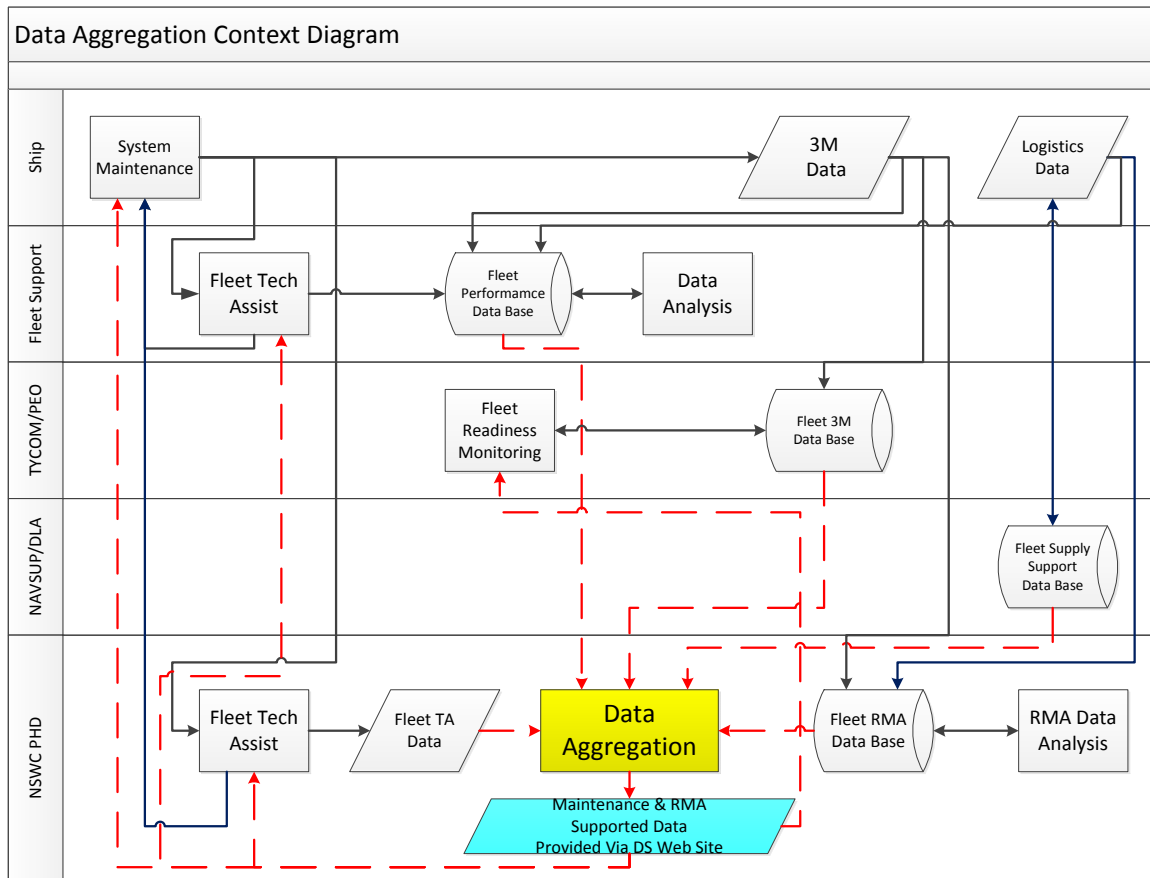 Data Aggregation Context Diagram
Ship
System
Maintenance
3M
Data
Logistics
Data
Fleet Support
Fleet Tech
Assist
Fleet
Performamce
Data Base
Data
Analysis
TYCOM/PEO
Fleet
Readiness
Monitoring
Fleet 3M
Data Base
NAVSUP/DLA
Fleet Supply
Support
Data Base
NSWC PHD
Fleet Tech
Assist
Fleet TA
Data
Data
Aggregation
Fleet RMA
Data Base
RMA Data
Analysis
Maintenance & RMA
Supported Data
Provided Via DS Web Site